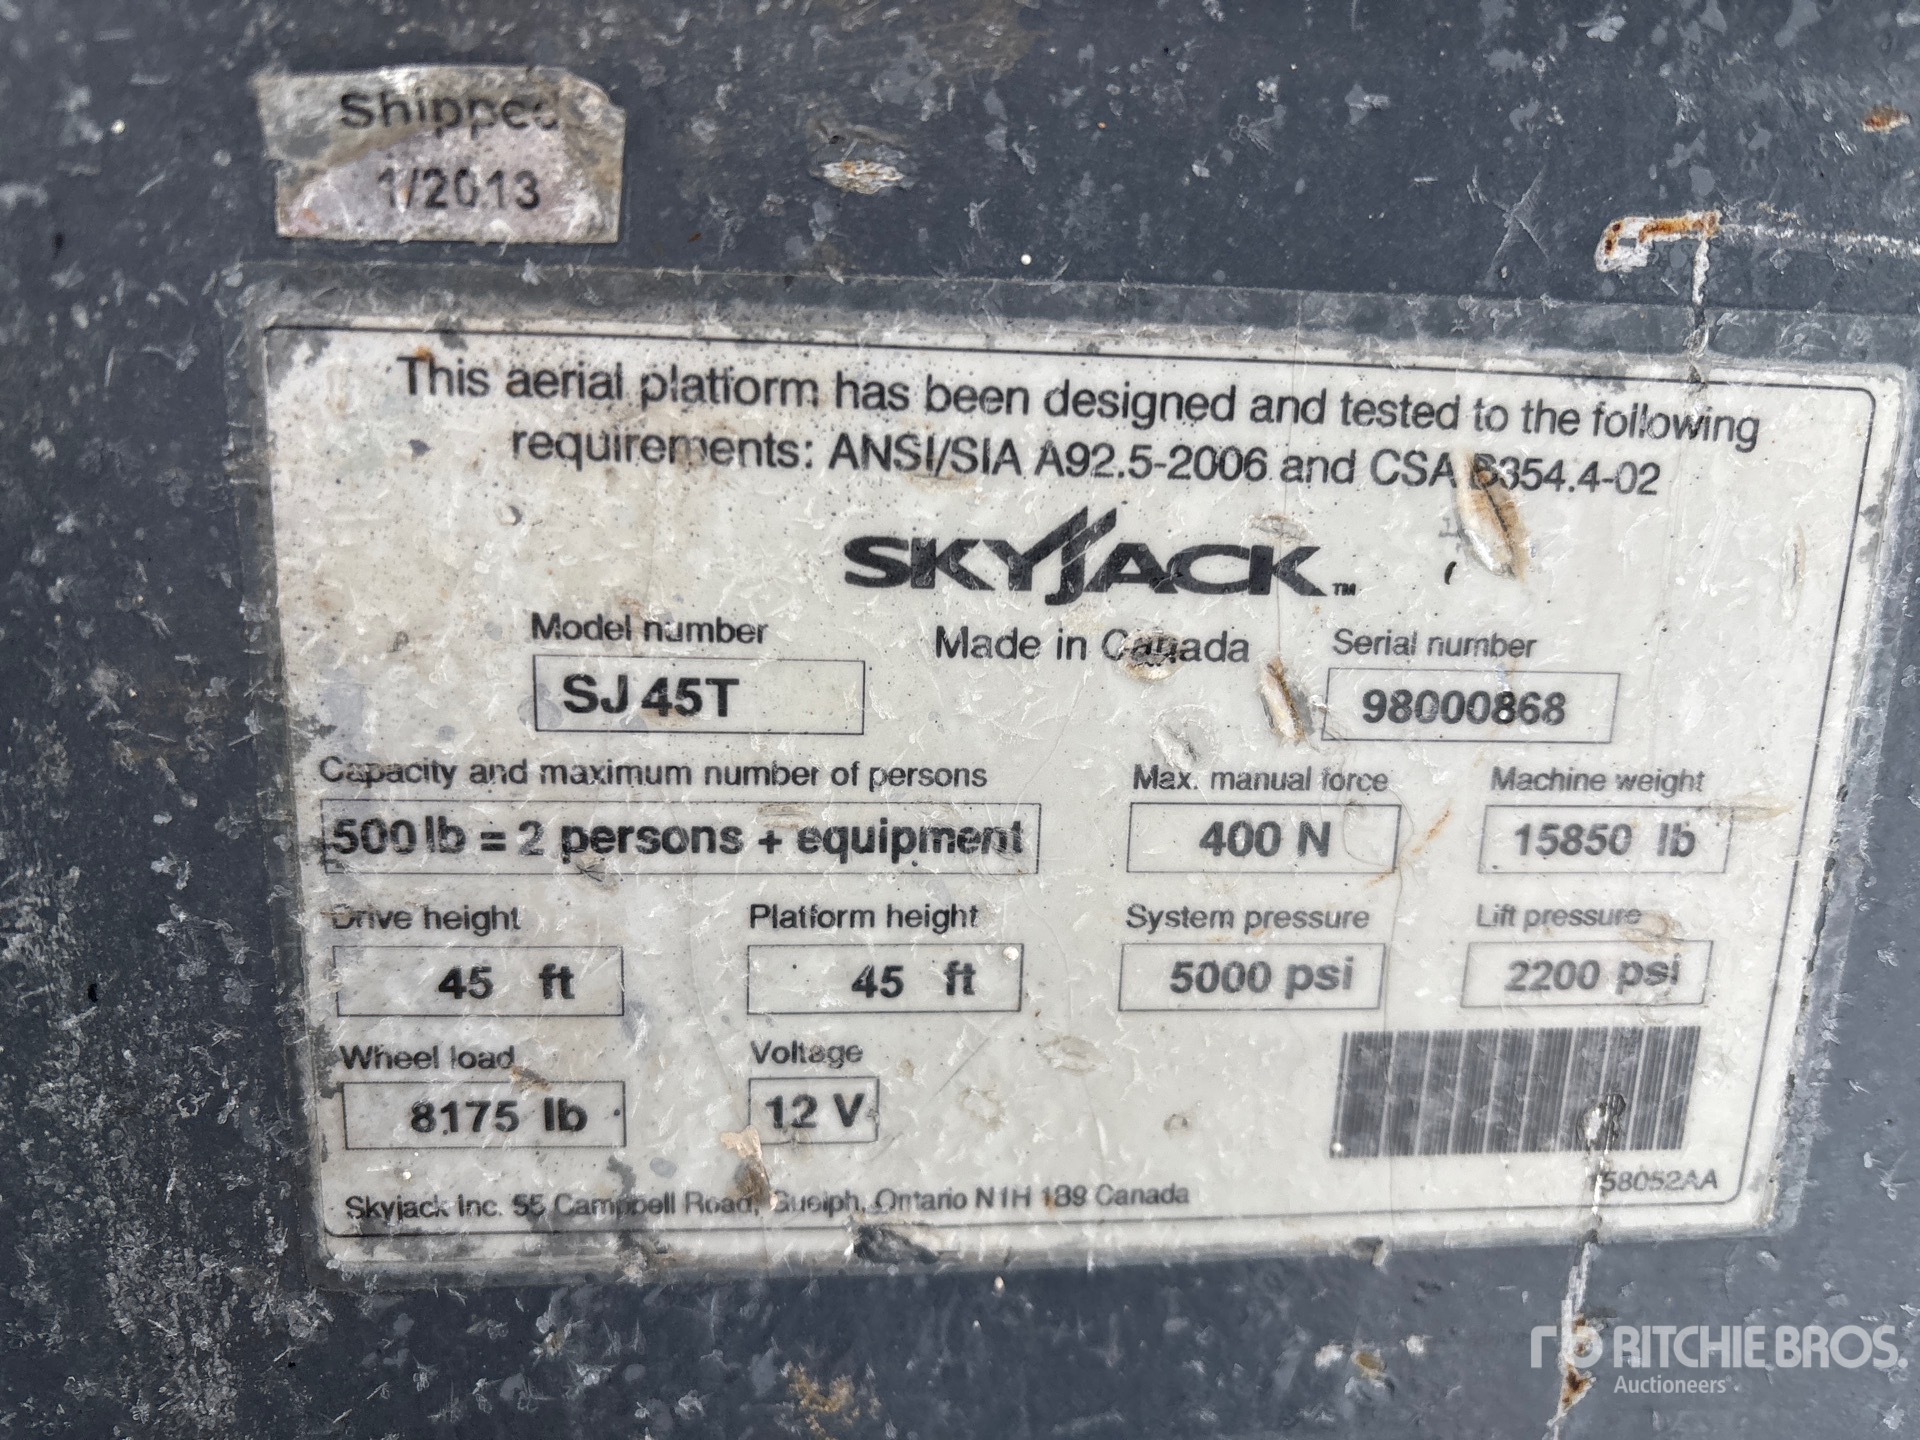 Shipped
1/2013
This aerial platform has been designed and tested to the following
requirements: ANSI/SIA A92.5-2006 and CSA B354.4-02
SKYJACK™
Made in Canada
Model number
SJ 45T
Serial number
98000868
Capacity and maximum number of persons
500 lb = 2 persons + equipment
Max. manual force
400 N
Machine weight
15850 lb
Drive height
45 ft
Platform height
45 ft
System pressure
5000 psi
Lift pressure
2200 psi
Wheel load
8175 lb
Voltage
12 V
158052AA
Skyjack Inc. 55 Campbell Road, Guelph, Ontario N1H 1B9 Canada
rb RITCHIE BROS.
Auctioneers